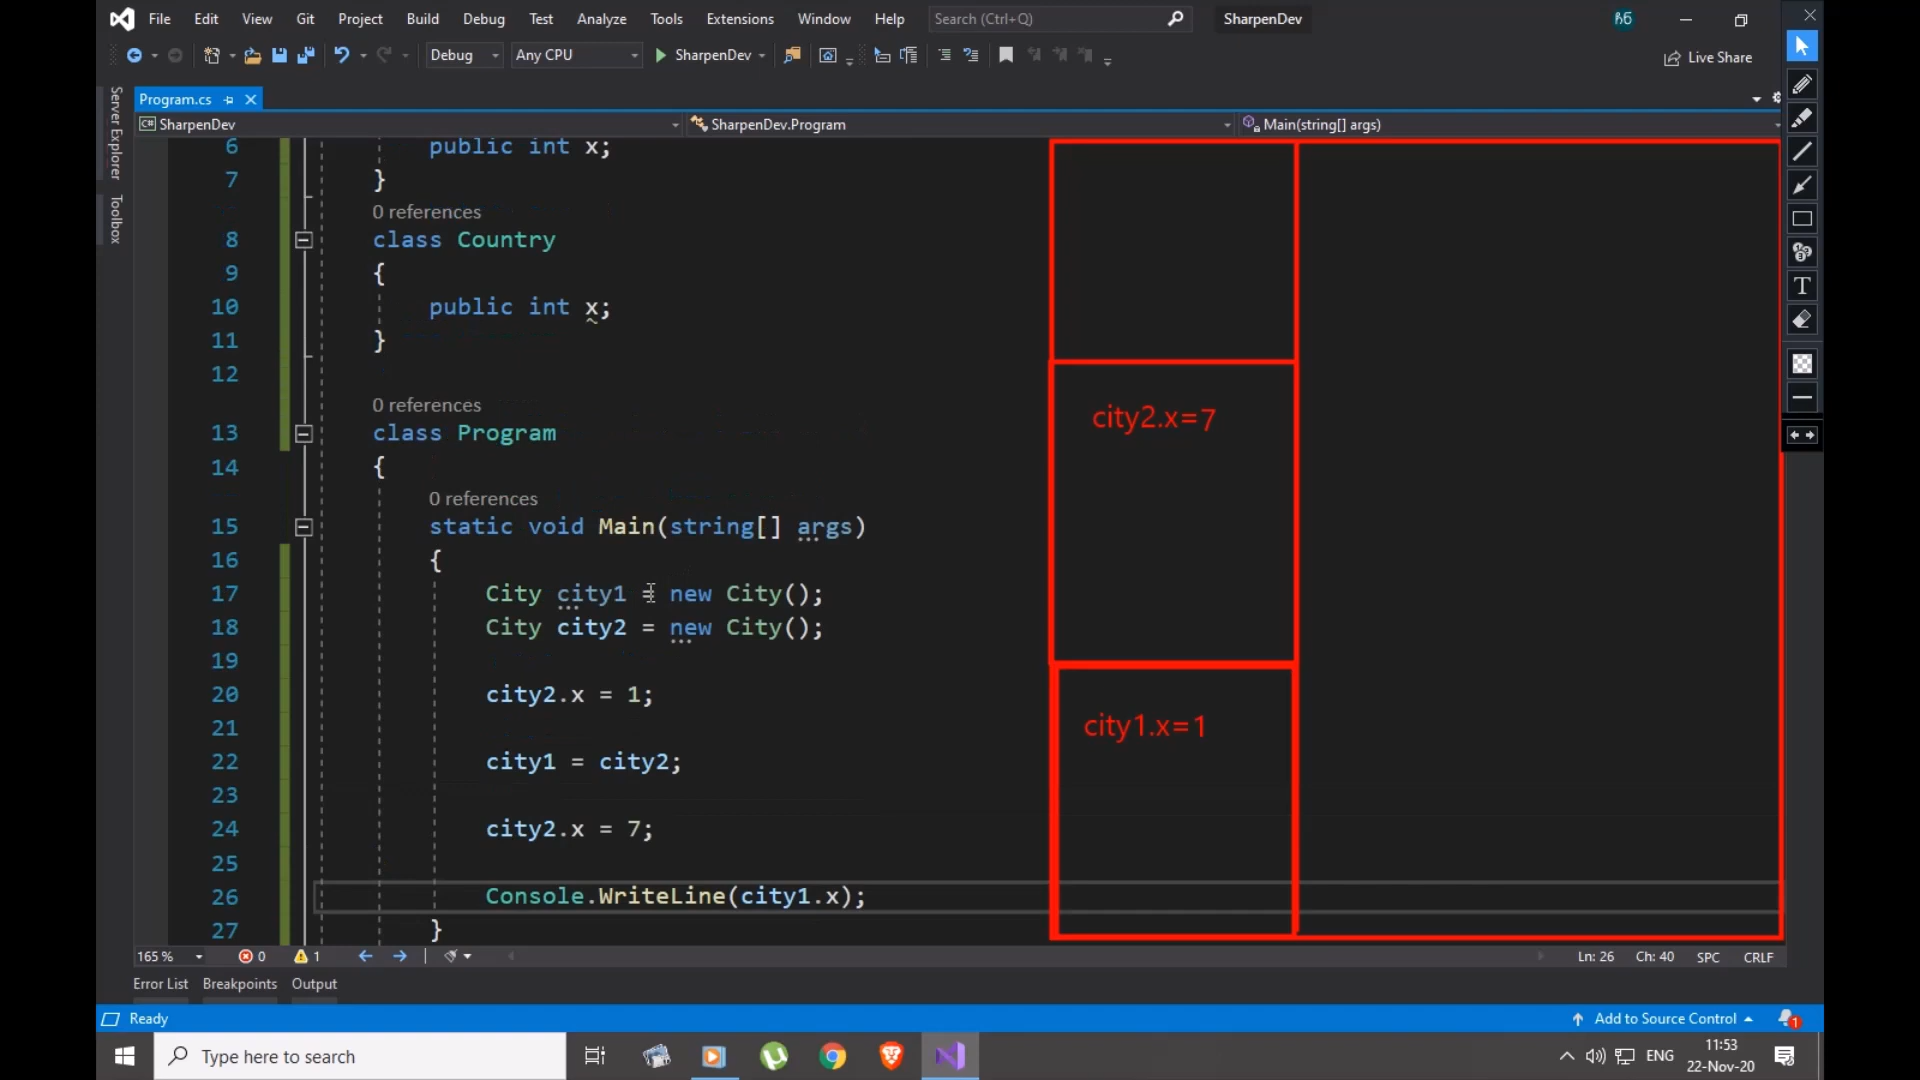 File Edit View Git Project Build Debug Test Analyze Tools Extensions Window Help Search (Ctrl+Q) SharpenDev
Debug Any CPU SharpenDev Live Share
Server Explorer
Toolbox
Program.cs
SharpenDev SharpenDev.Program Main(string[] args)
6 public int x;
7 }
0 references
8 class Country
9 {
10 public int x;
11 }
12
0 references
13 class Program
14 {
0 references
15 static void Main(string[] args)
16 {
17 City city1 = new City();
18 City city2 = new City();
19
20 city2.x = 1;
21
22 city1 = city2;
23
24 city2.x = 7;
25
26 Console.WriteLine(city1.x);
27 }
city2.x=7
city1.x=1
165 % 0 1 Ln: 26 Ch: 40 SPC CRLF
Error List Breakpoints Output
Ready Add to Source Control 1
Type here to search ENG 11:53
22-Nov-20